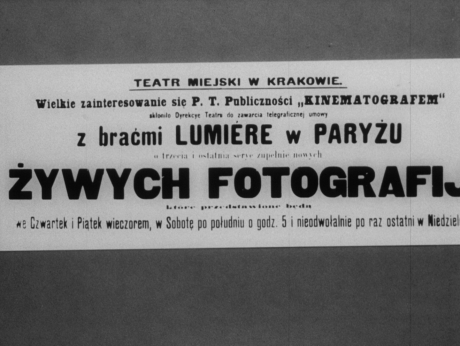 TEATR MIEJSKI W KRAKOWIE.
Wielkie zainteresowanie się P. T. Publiczności „KINEMATOGRAFEM"
skłoniło Dyrekcyę Teatru do zawarcia telegraficznej umowy
z braćmi LUMIÈRE w PARYŻU
o trzecią i ostatnią seryę zupełnie nowych
ŻYWYCH FOTOGRAFIJ
które przedstawione będą
we Czwartek i Piątek wieczorem, w Sobotę po południu o godz. 5 i nieodwołalnie po raz ostatni w Niedziel